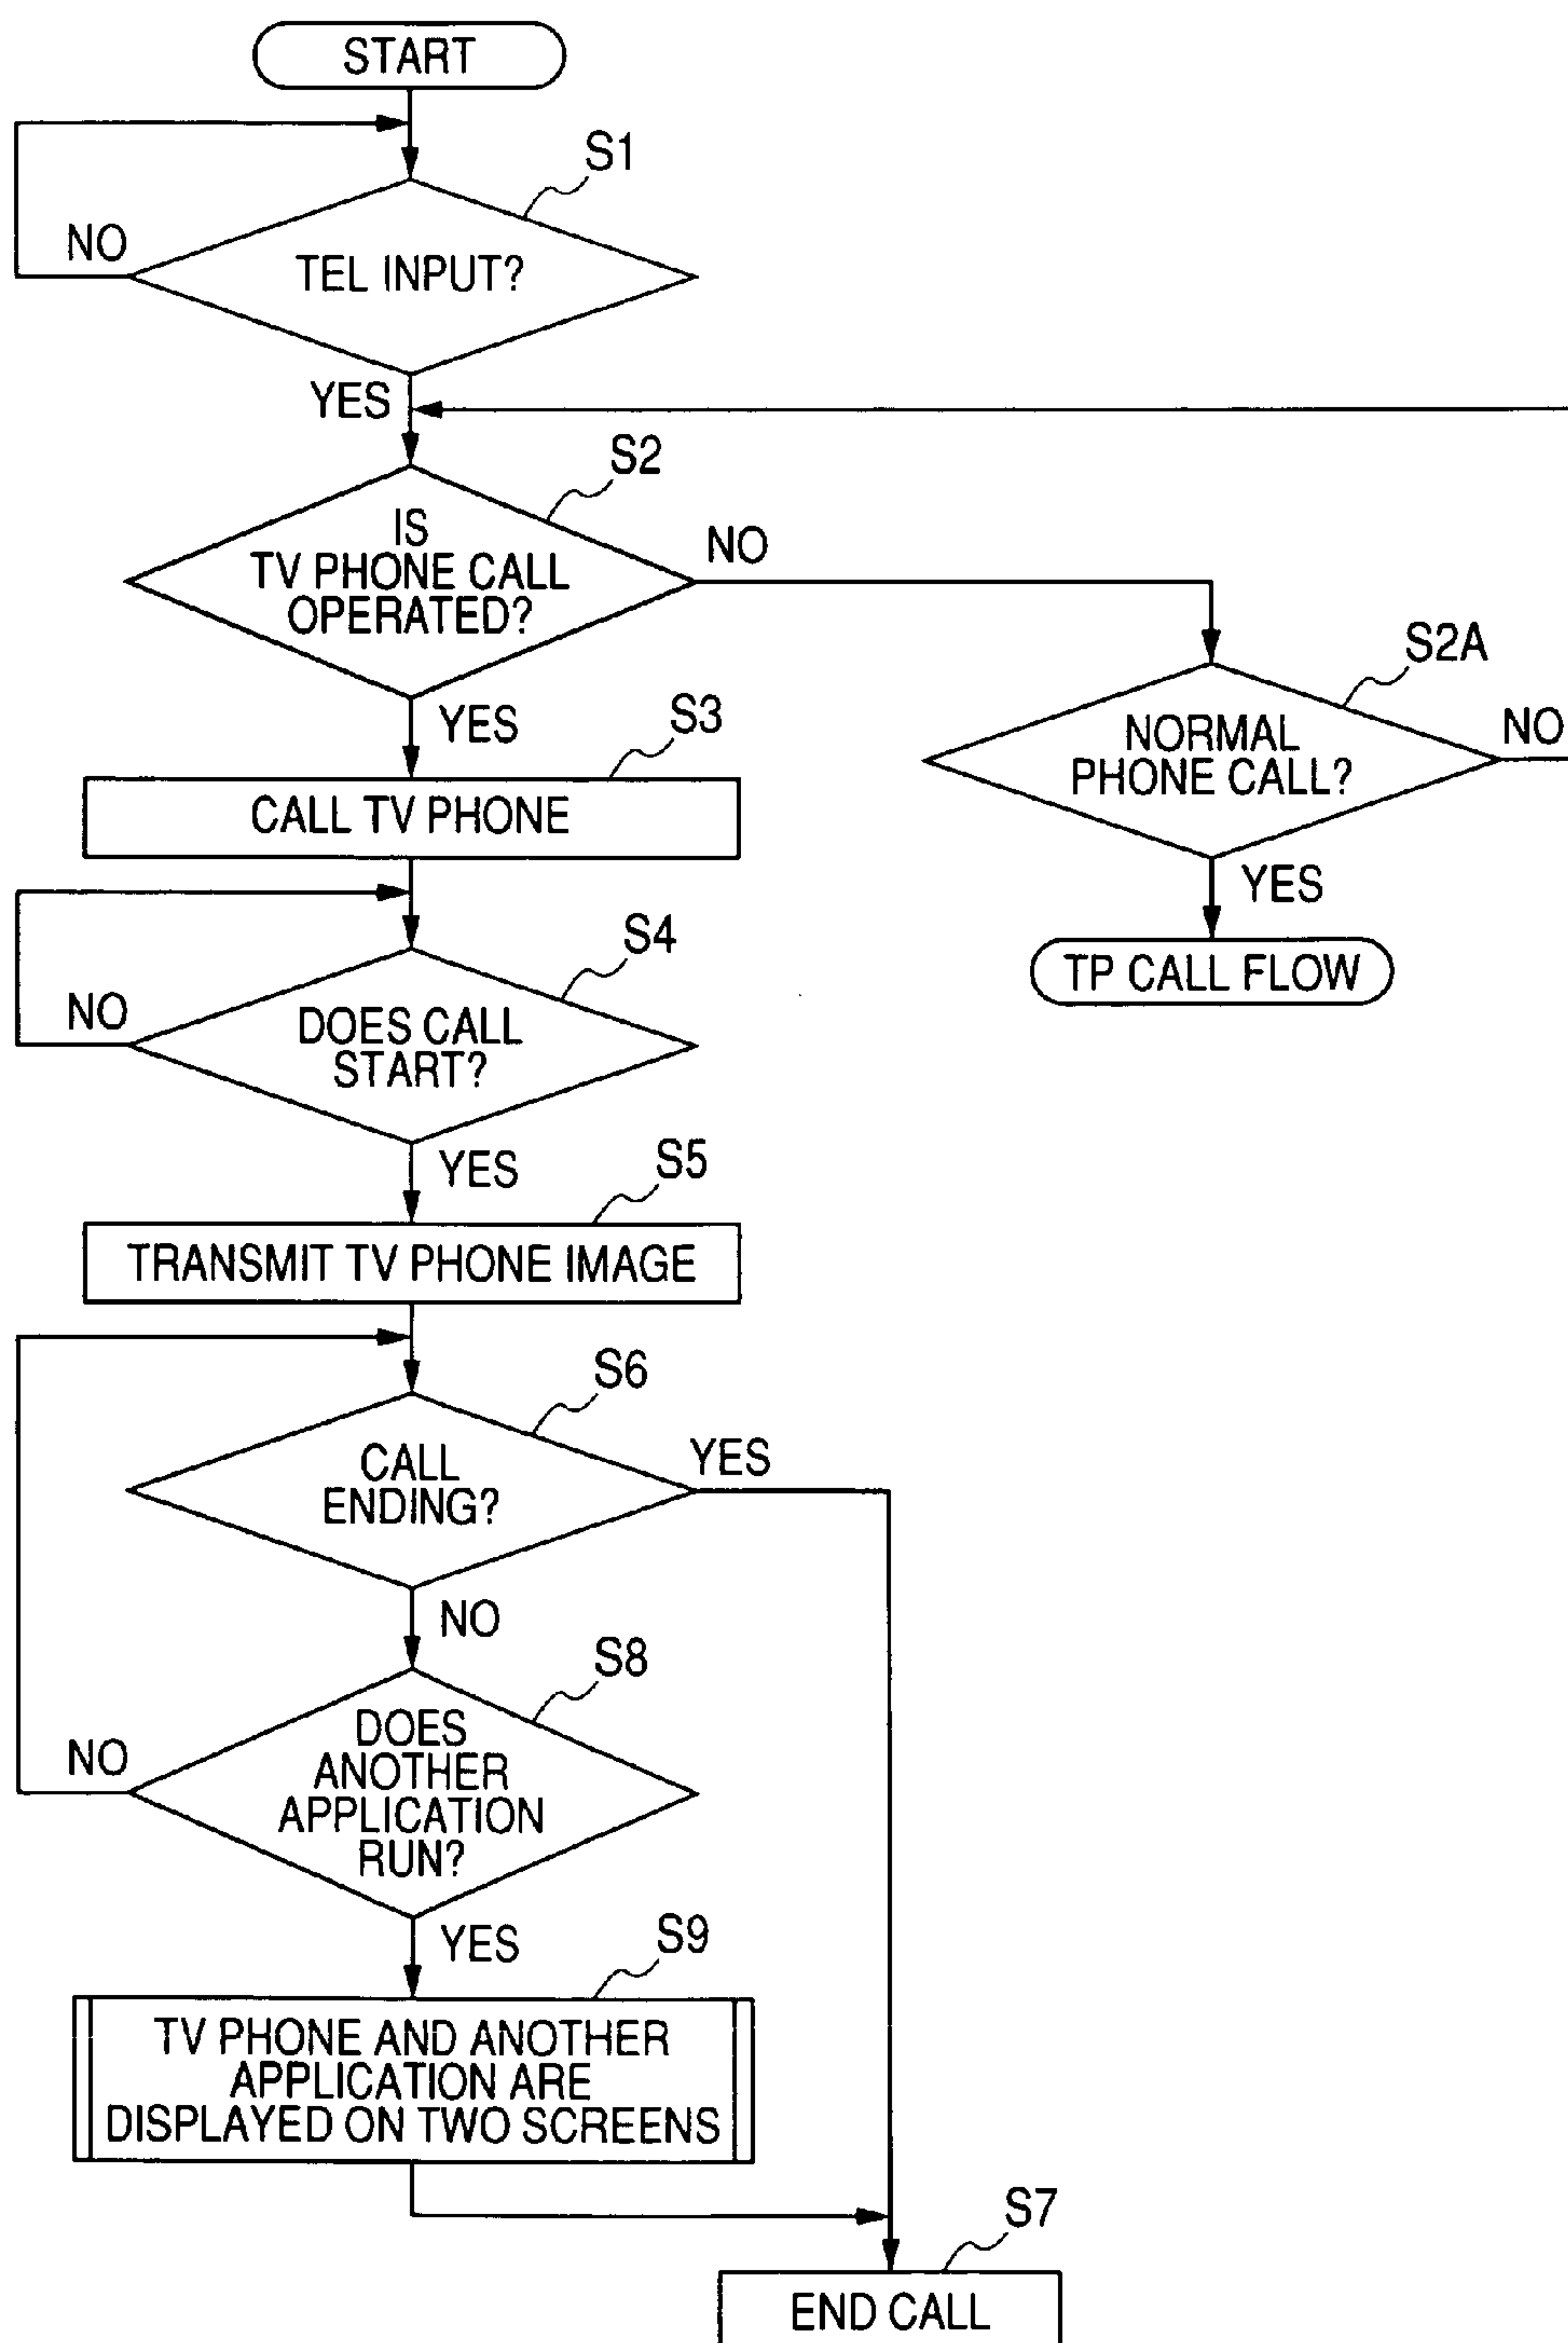 START
S1
NO
TEL INPUT?
YES
S2
IS
TV PHONE CALL
OPERATED?
NO
S2A
NORMAL
PHONE CALL?
NO
YES
TP CALL FLOW
YES
S3
CALL TV PHONE
S4
NO
DOES CALL
START?
YES
S5
TRANSMIT TV PHONE IMAGE
S6
CALL
ENDING?
YES
NO
S8
NO
DOES
ANOTHER
APPLICATION
RUN?
YES
S9
TV PHONE AND ANOTHER
APPLICATION ARE
DISPLAYED ON TWO SCREENS
S7
END CALL